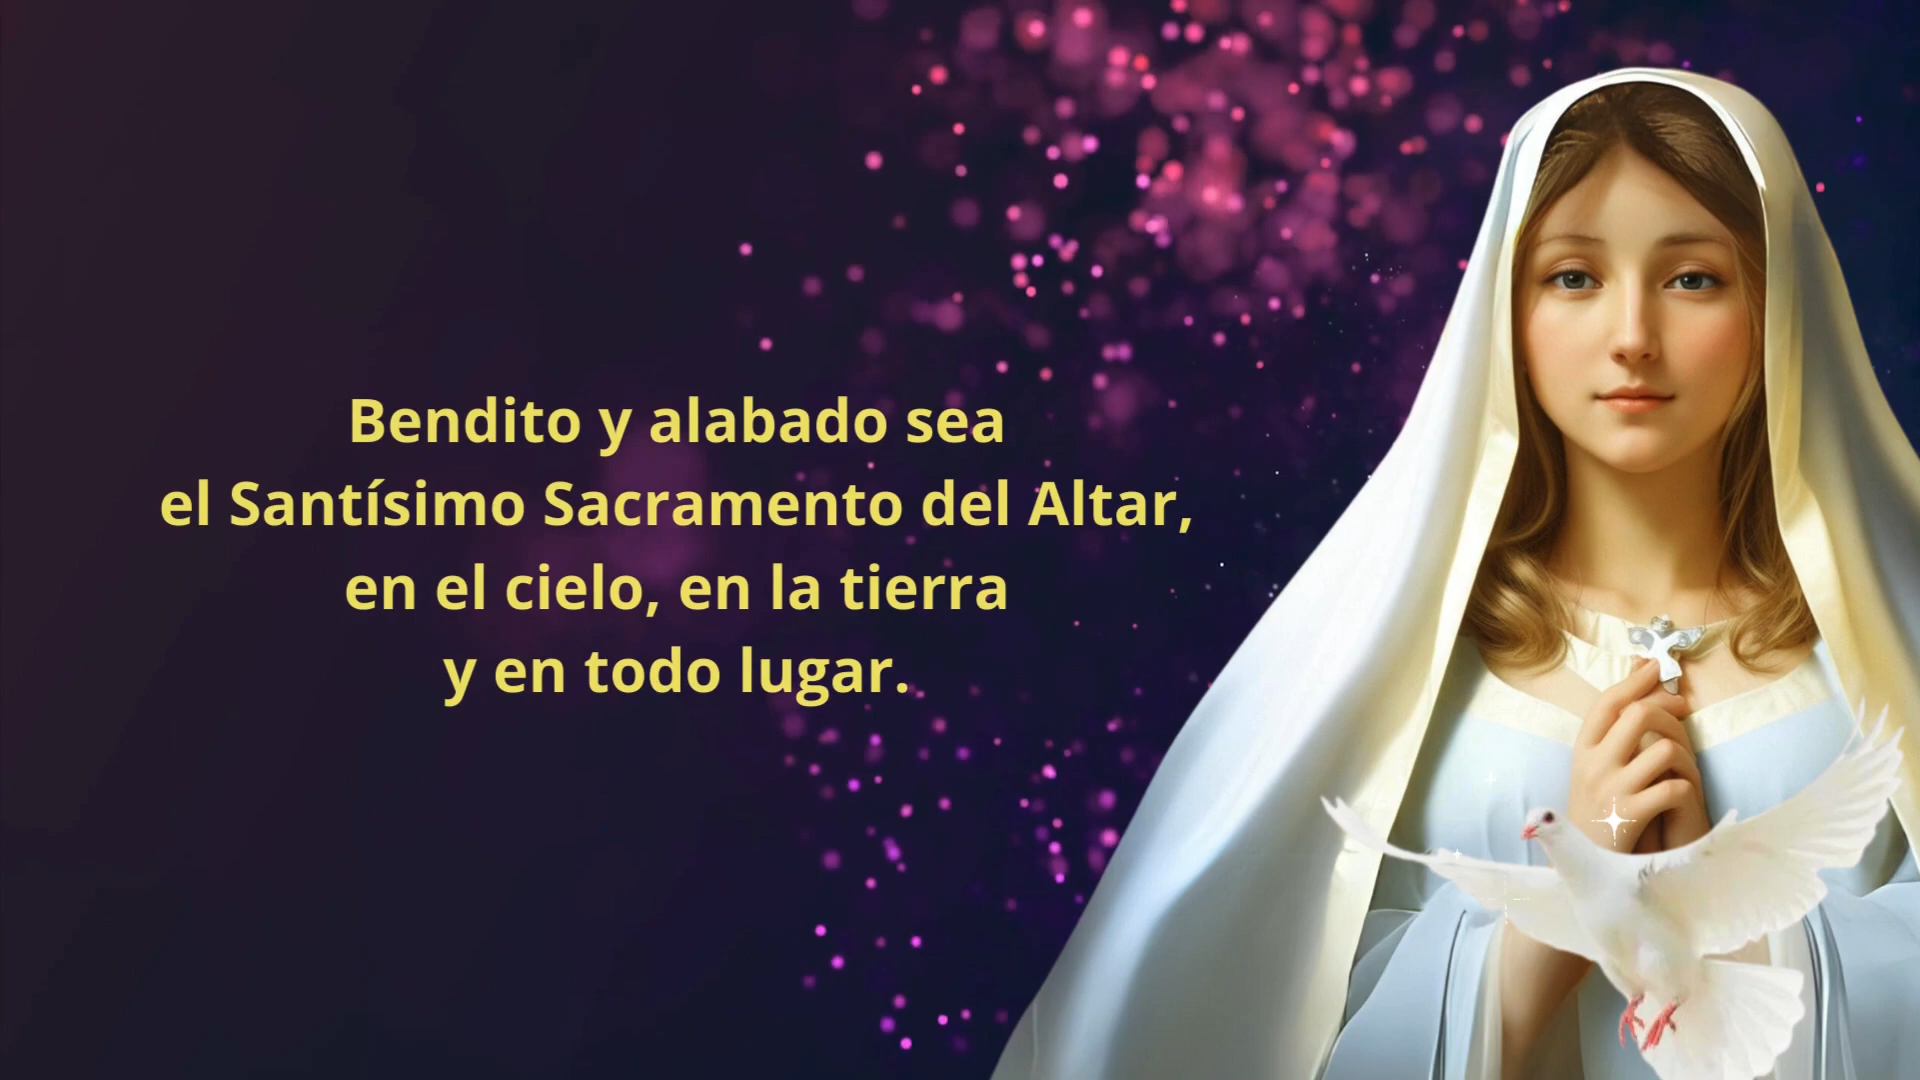 Bendito y alabado sea
el Santísimo Sacramento del Altar,
en el cielo, en la tierra
y en todo lugar.